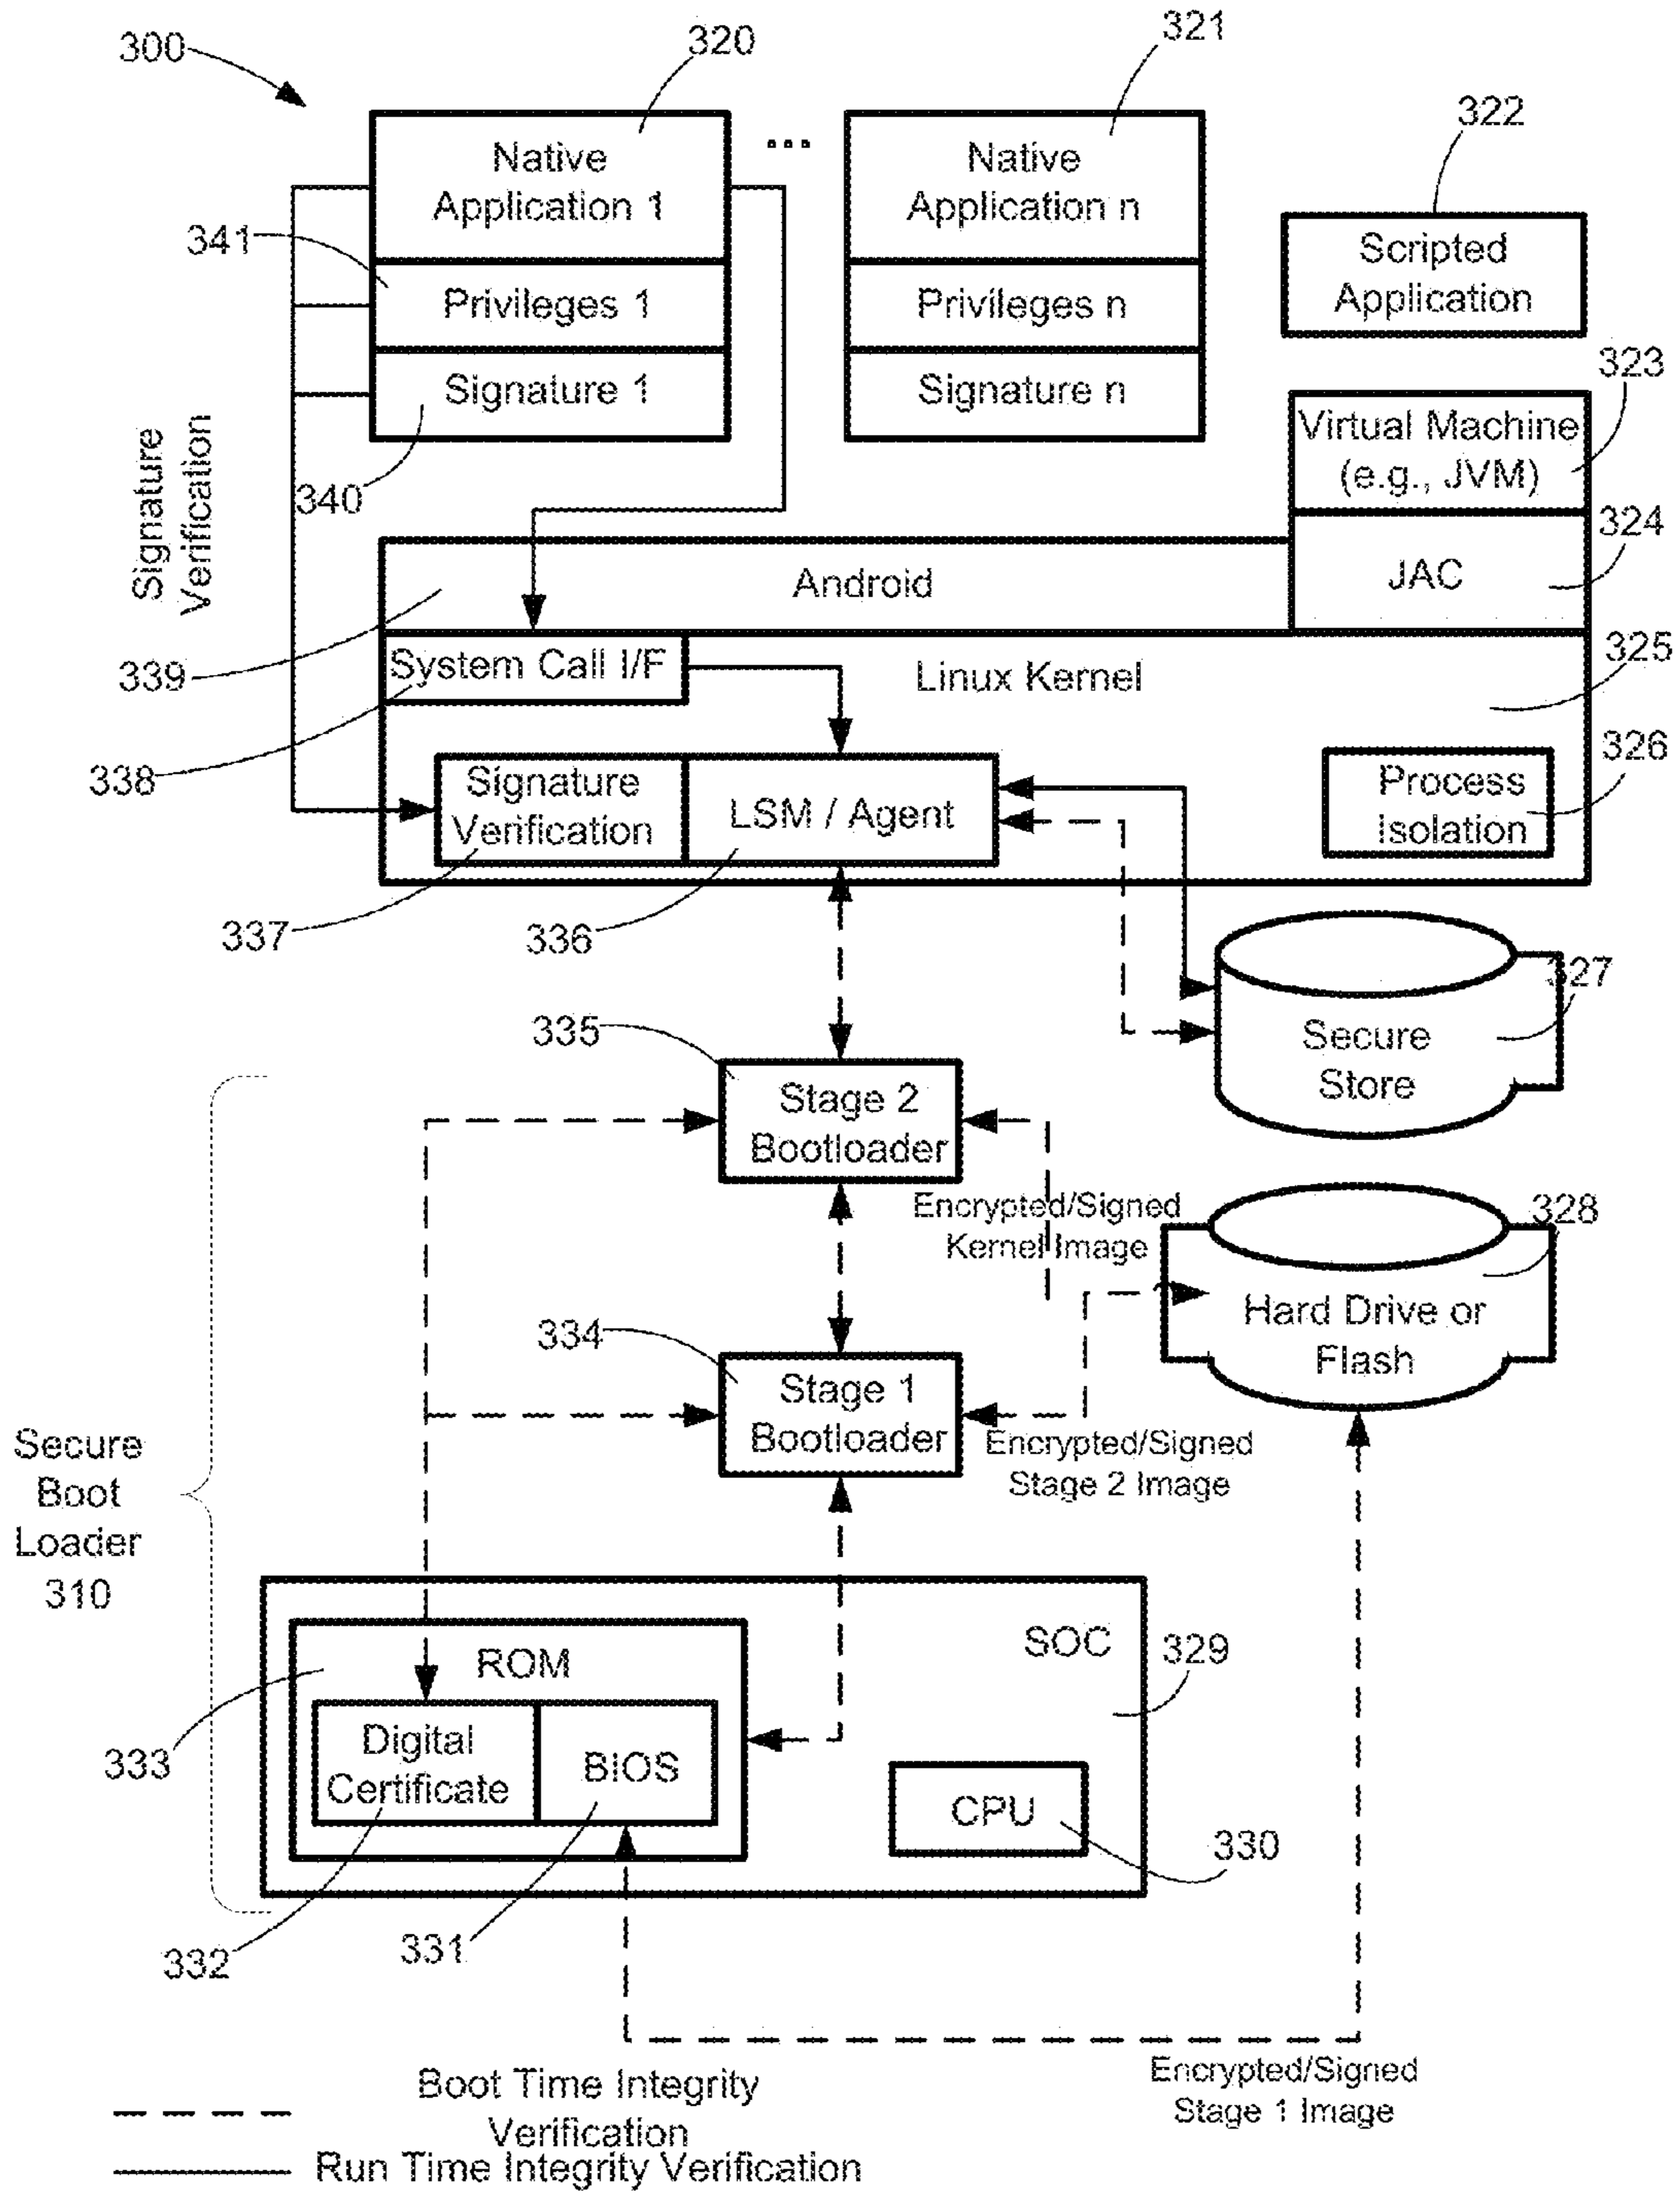 300
320
321
322
Native
Application 1
...
Native
Application n
Scripted
Application
341
Privileges 1
Privileges n
323
Signature 1
Signature n
Virtual Machine
(e.g., JVM)
340
Signature
Verification
324
Android
JAC
339
System Call I/F
Linux Kernel
325
338
326
Signature
Verification
LSM / Agent
Process
Isolation
337
336
327
335
Secure
Store
Stage 2
Bootloader
Encrypted/Signed
Kernel Image
328
Hard Drive or
Flash
334
Stage 1
Bootloader
Encrypted/Signed
Stage 2 Image
Secure
Boot
Loader
310
ROM
SOC
329
333
Digital
Certificate
BIOS
CPU
330
332
331
Encrypted/Signed
Stage 1 Image
Boot Time Integrity
Verification
Run Time Integrity Verification